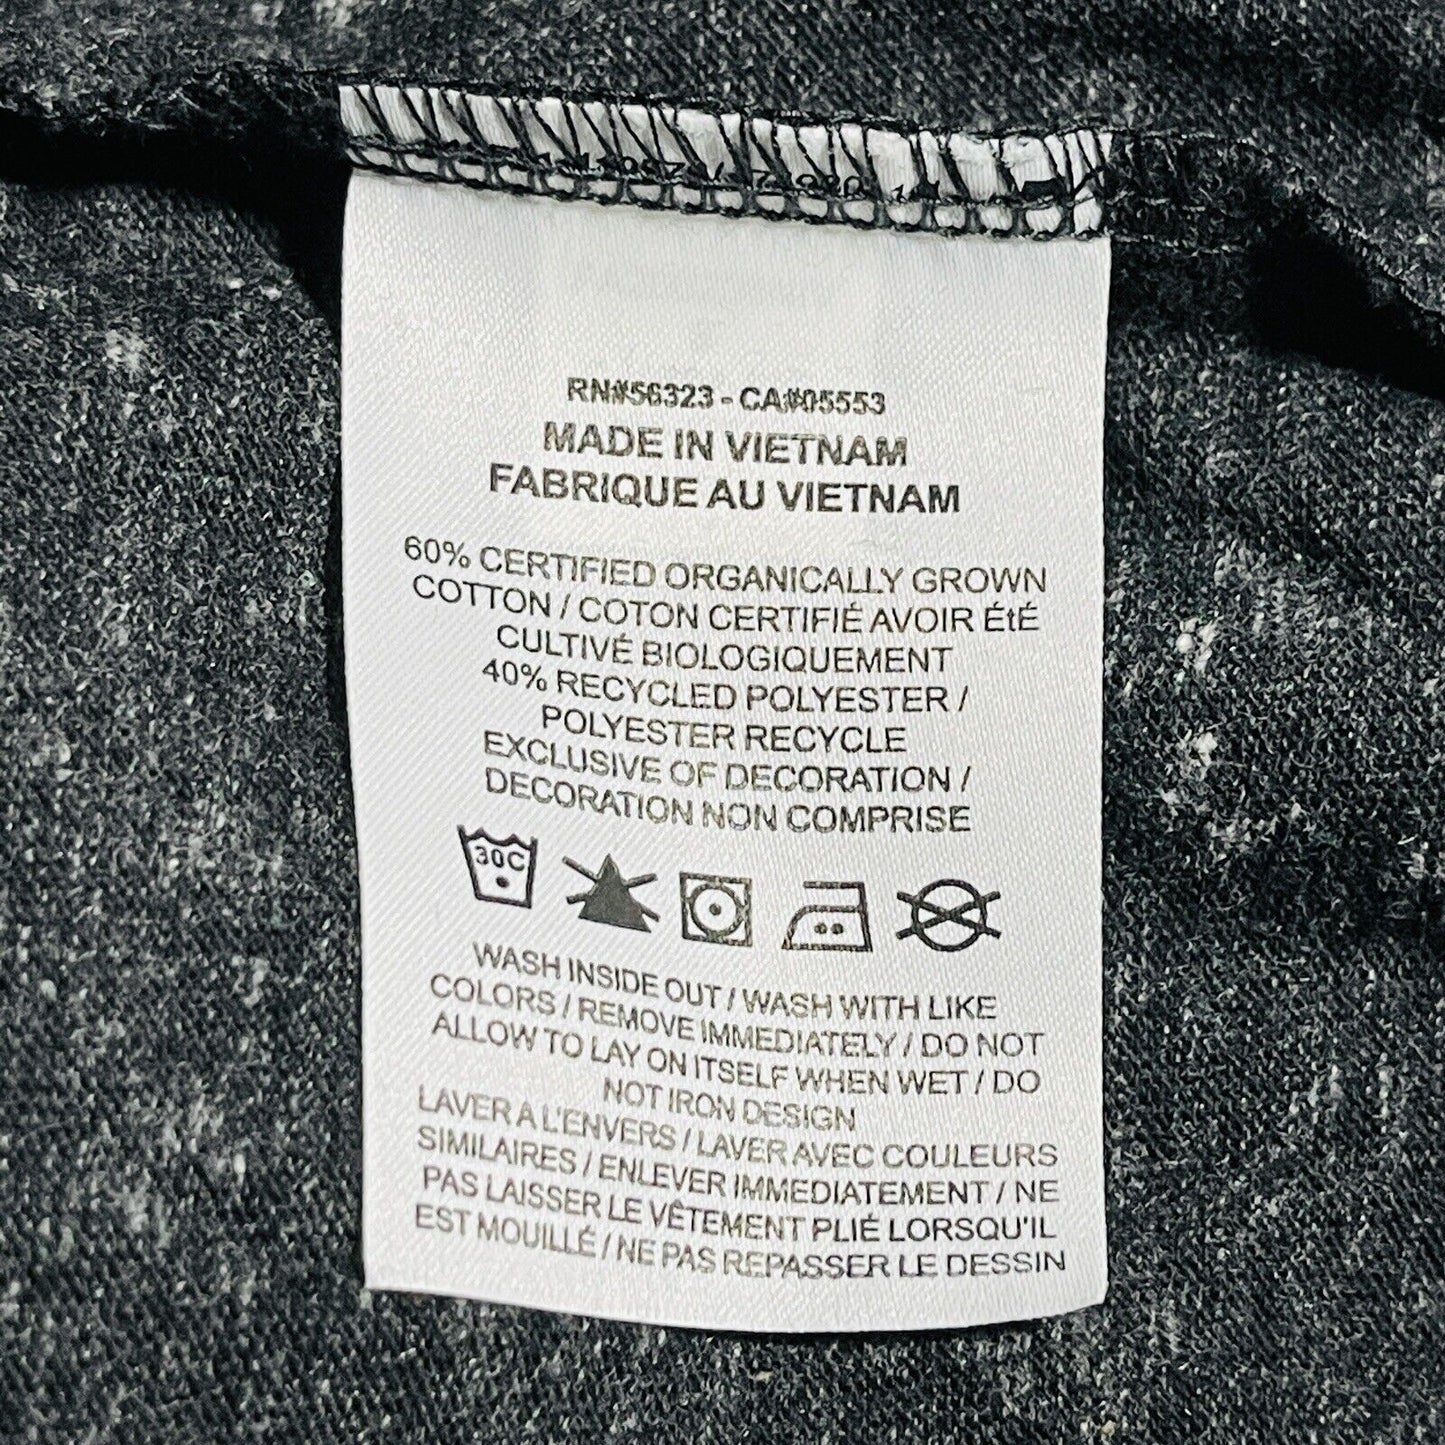 RN#56323 - CA#05553
MADE IN VIETNAM
FABRIQUE AU VIETNAM
60% CERTIFIED ORGANICALLY GROWN
COTTON / COTON CERTIFIÉ AVOIR ÉtÉ
CULTIVÉ BIOLOGIQUEMENT
40% RECYCLED POLYESTER /
POLYESTER RECYCLE
EXCLUSIVE OF DECORATION /
DECORATION NON COMPRISE
30C
WASH INSIDE OUT / WASH WITH LIKE
COLORS / REMOVE IMMEDIATELY / DO NOT
ALLOW TO LAY ON ITSELF WHEN WET / DO
NOT IRON DESIGN
LAVER A L'ENVERS / LAVER AVEC COULEURS
SIMILAIRES / ENLEVER IMMEDIATEMENT / NE
PAS LAISSER LE VÊTEMENT PLIÉ LORSQU'IL
EST MOUILLÉ / NE PAS REPASSER LE DESSIN